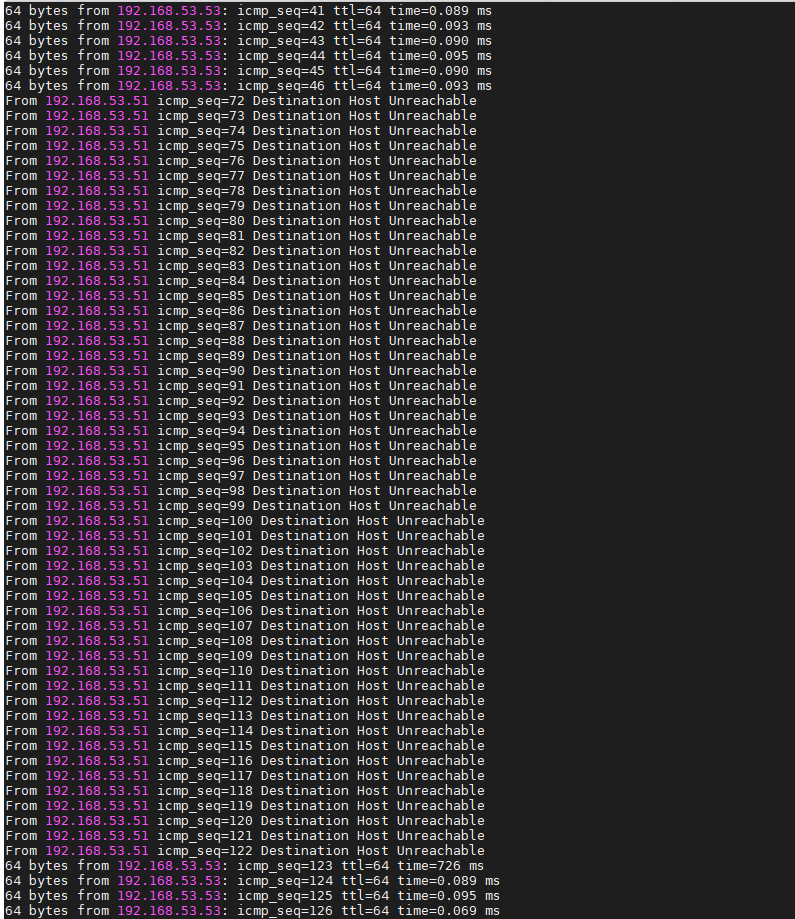 64 bytes from 192.168.53.53: icmp_seq=41 ttl=64 time=0.089 ms
64 bytes from 192.168.53.53: icmp_seq=42 ttl=64 time=0.093 ms
64 bytes from 192.168.53.53: icmp_seq=43 ttl=64 time=0.090 ms
64 bytes from 192.168.53.53: icmp_seq=44 ttl=64 time=0.095 ms
64 bytes from 192.168.53.53: icmp_seq=45 ttl=64 time=0.090 ms
64 bytes from 192.168.53.53: icmp_seq=46 ttl=64 time=0.093 ms
From 192.168.53.51 icmp_seq=72 Destination Host Unreachable
From 192.168.53.51 icmp_seq=73 Destination Host Unreachable
From 192.168.53.51 icmp_seq=74 Destination Host Unreachable
From 192.168.53.51 icmp_seq=75 Destination Host Unreachable
From 192.168.53.51 icmp_seq=76 Destination Host Unreachable
From 192.168.53.51 icmp_seq=77 Destination Host Unreachable
From 192.168.53.51 icmp_seq=78 Destination Host Unreachable
From 192.168.53.51 icmp_seq=79 Destination Host Unreachable
From 192.168.53.51 icmp_seq=80 Destination Host Unreachable
From 192.168.53.51 icmp_seq=81 Destination Host Unreachable
From 192.168.53.51 icmp_seq=82 Destination Host Unreachable
From 192.168.53.51 icmp_seq=83 Destination Host Unreachable
From 192.168.53.51 icmp_seq=84 Destination Host Unreachable
From 192.168.53.51 icmp_seq=85 Destination Host Unreachable
From 192.168.53.51 icmp_seq=86 Destination Host Unreachable
From 192.168.53.51 icmp_seq=87 Destination Host Unreachable
From 192.168.53.51 icmp_seq=88 Destination Host Unreachable
From 192.168.53.51 icmp_seq=89 Destination Host Unreachable
From 192.168.53.51 icmp_seq=90 Destination Host Unreachable
From 192.168.53.51 icmp_seq=91 Destination Host Unreachable
From 192.168.53.51 icmp_seq=92 Destination Host Unreachable
From 192.168.53.51 icmp_seq=93 Destination Host Unreachable
From 192.168.53.51 icmp_seq=94 Destination Host Unreachable
From 192.168.53.51 icmp_seq=95 Destination Host Unreachable
From 192.168.53.51 icmp_seq=96 Destination Host Unreachable
From 192.168.53.51 icmp_seq=97 Destination Host Unreachable
From 192.168.53.51 icmp_seq=98 Destination Host Unreachable
From 192.168.53.51 icmp_seq=99 Destination Host Unreachable
From 192.168.53.51 icmp_seq=100 Destination Host Unreachable
From 192.168.53.51 icmp_seq=101 Destination Host Unreachable
From 192.168.53.51 icmp_seq=102 Destination Host Unreachable
From 192.168.53.51 icmp_seq=103 Destination Host Unreachable
From 192.168.53.51 icmp_seq=104 Destination Host Unreachable
From 192.168.53.51 icmp_seq=105 Destination Host Unreachable
From 192.168.53.51 icmp_seq=106 Destination Host Unreachable
From 192.168.53.51 icmp_seq=107 Destination Host Unreachable
From 192.168.53.51 icmp_seq=108 Destination Host Unreachable
From 192.168.53.51 icmp_seq=109 Destination Host Unreachable
From 192.168.53.51 icmp_seq=110 Destination Host Unreachable
From 192.168.53.51 icmp_seq=111 Destination Host Unreachable
From 192.168.53.51 icmp_seq=112 Destination Host Unreachable
From 192.168.53.51 icmp_seq=113 Destination Host Unreachable
From 192.168.53.51 icmp_seq=114 Destination Host Unreachable
From 192.168.53.51 icmp_seq=115 Destination Host Unreachable
From 192.168.53.51 icmp_seq=116 Destination Host Unreachable
From 192.168.53.51 icmp_seq=117 Destination Host Unreachable
From 192.168.53.51 icmp_seq=118 Destination Host Unreachable
From 192.168.53.51 icmp_seq=119 Destination Host Unreachable
From 192.168.53.51 icmp_seq=120 Destination Host Unreachable
From 192.168.53.51 icmp_seq=121 Destination Host Unreachable
From 192.168.53.51 icmp_seq=122 Destination Host Unreachable
64 bytes from 192.168.53.53: icmp_seq=123 ttl=64 time=726 ms
64 bytes from 192.168.53.53: icmp_seq=124 ttl=64 time=0.089 ms
64 bytes from 192.168.53.53: icmp_seq=125 ttl=64 time=0.095 ms
64 bytes from 192.168.53.53: icmp_seq=126 ttl=64 time=0.069 ms